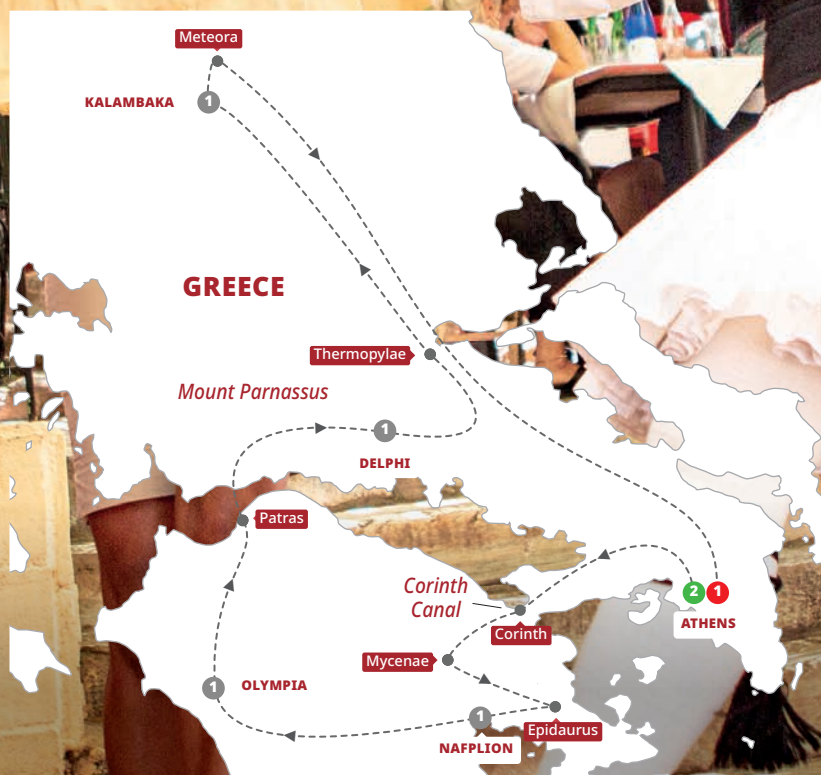 Meteora
KALAMBAKA
1
GREECE
Thermopylae
Mount Parnassus
1
DELPHI
Patras
Corinth
Canal
2
1
ATHENS
Corinth
Mycenae
OLYMPIA
1
1
Epidaurus
NAFPLION